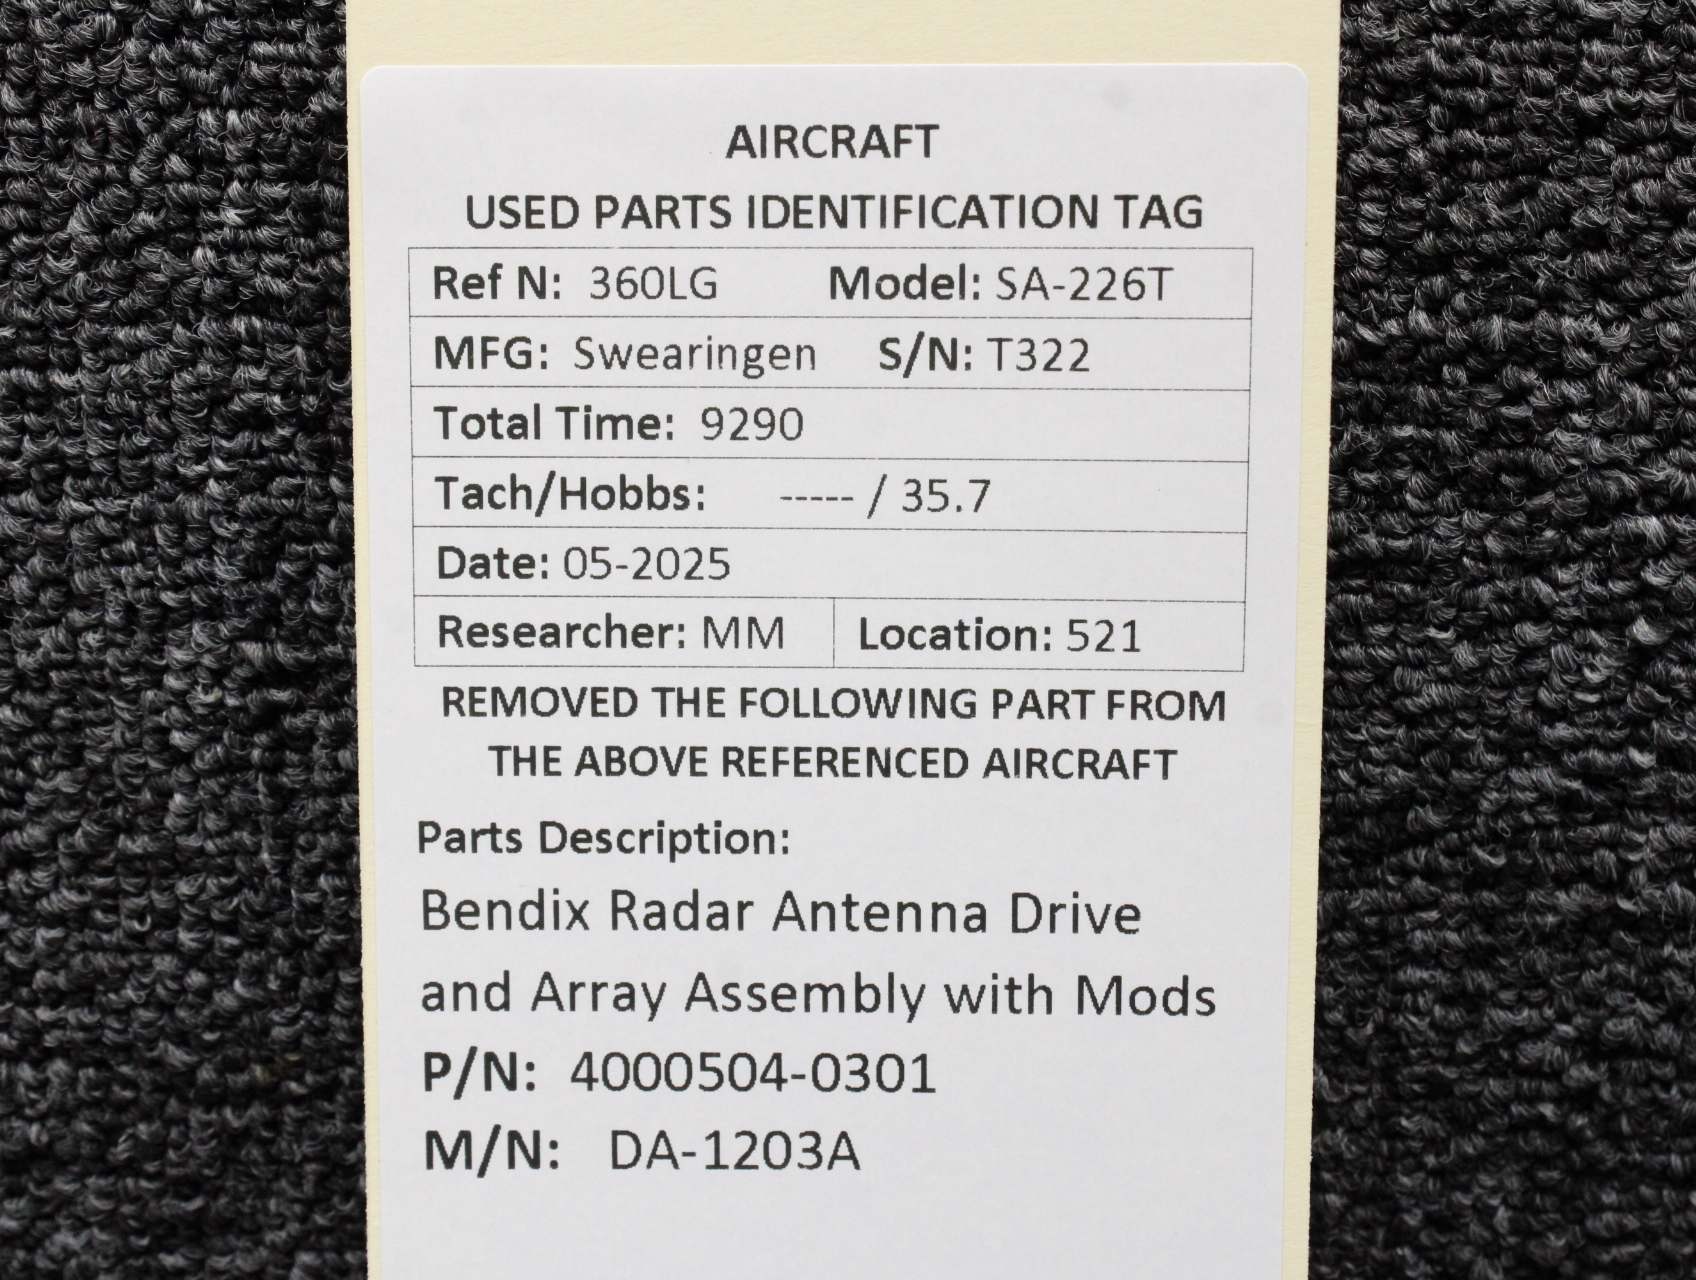 AIRCRAFT
USED PARTS IDENTIFICATION TAG
Ref N: 360LG Model: SA-226T
MFG: Swearingen S/N: T322
Total Time: 9290
Tach/Hobbs: ----- / 35.7
Date: 05-2025
Researcher: MM Location: 521
REMOVED THE FOLLOWING PART FROM
THE ABOVE REFERENCED AIRCRAFT
Parts Description:
Bendix Radar Antenna Drive
and Array Assembly with Mods
P/N: 4000504-0301
M/N: DA-1203A